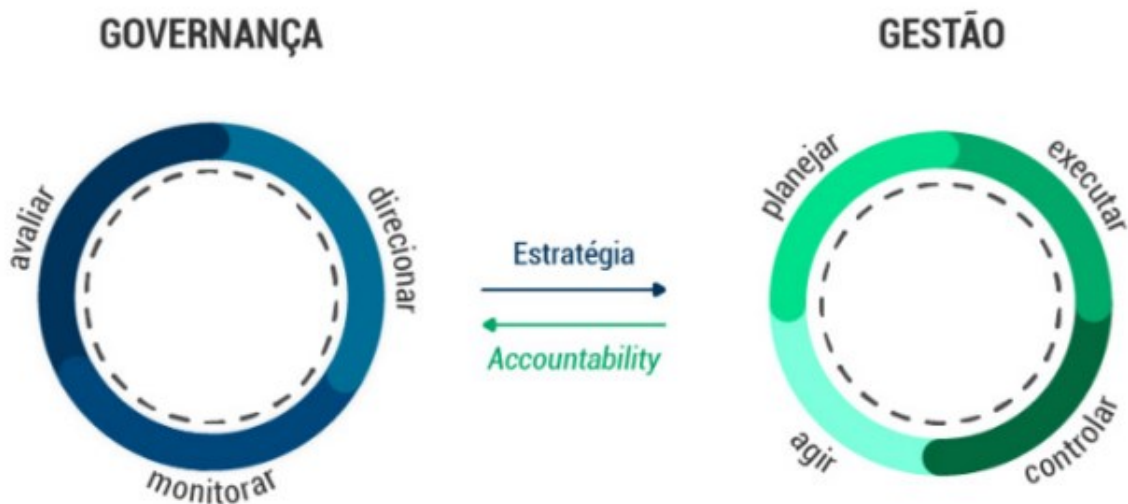 GOVERNANÇA
avaliar
direcionar
monitorar
Estratégia
Accountability
GESTÃO
planejar
executar
agir
controlar